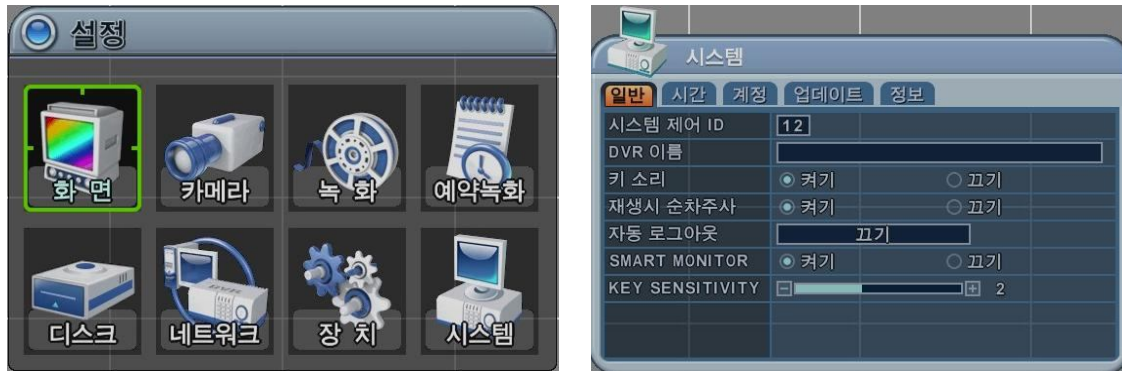 설정
화면 카메라 녹화 예약녹화
디스크 네트워크 장치 시스템
시스템
일반 시간 계정 업데이트 정보
시스템 제어 ID 12
DVR 이름
키 소리 켜기 끄기
재생시 순차주사 켜기 끄기
자동 로그아웃 끄기
SMART MONITOR 켜기 끄기
KEY SENSITIVITY 2